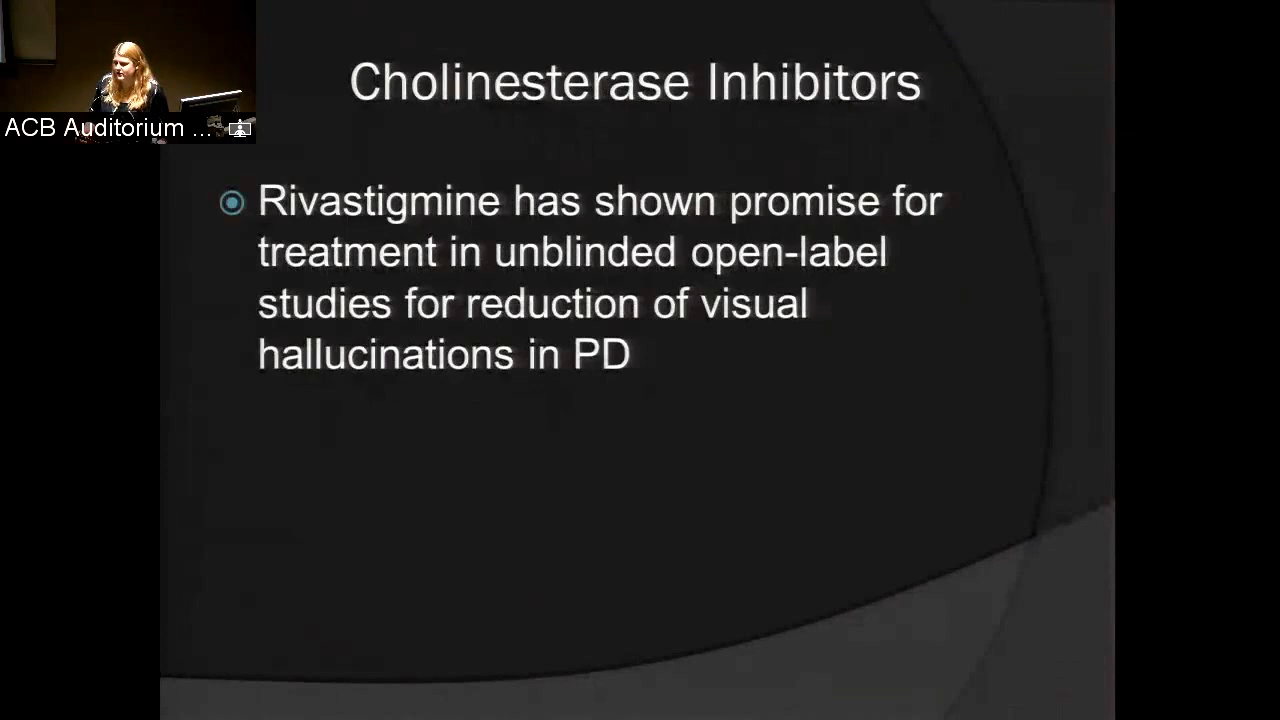 Cholinesterase Inhibitors
ACB Auditorium ...
Rivastigmine has shown promise for
treatment in unblinded open-label
studies for reduction of visual
hallucinations in PD